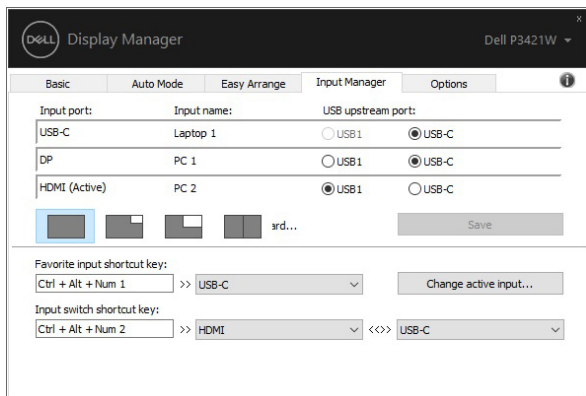 DELL Display Manager Dell P3421W
x
Basic Auto Mode Easy Arrange Input Manager Options
Input port: Input name: USB upstream port:
USB-C Laptop 1 USB1 USB-C
DP PC 1 USB1 USB-C
HDMI (Active) PC 2 USB1 USB-C
ard... Save
Favorite input shortcut key:
Ctrl + Alt + Num 1 >> USB-C Change active input...
Input switch shortcut key:
Ctrl + Alt + Num 2 >> HDMI <<>> USB-C